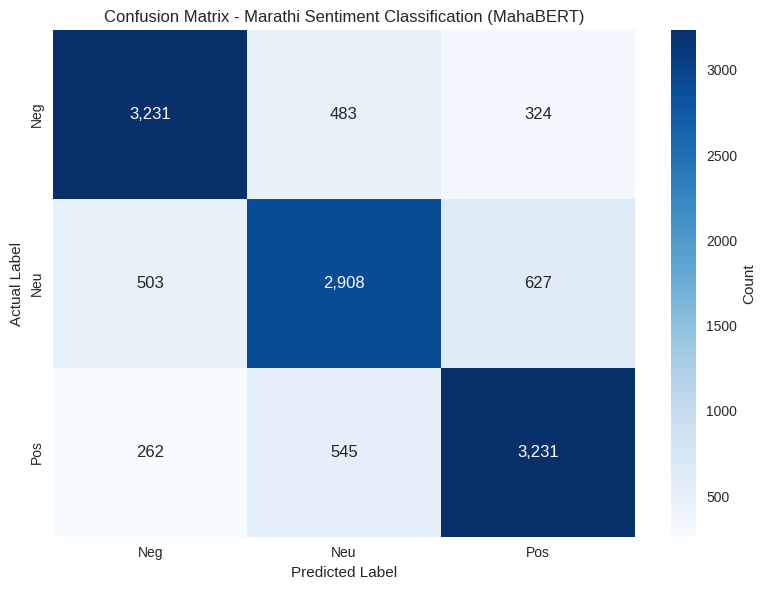 Confusion Matrix - Marathi Sentiment Classification (MahaBERT)
Actual Label
Neg
3,231
483
324
Neu
503
2,908
627
Pos
262
545
3,231
Neg
Neu
Pos
Predicted Label
3000
2500
2000
1500
1000
500
Count